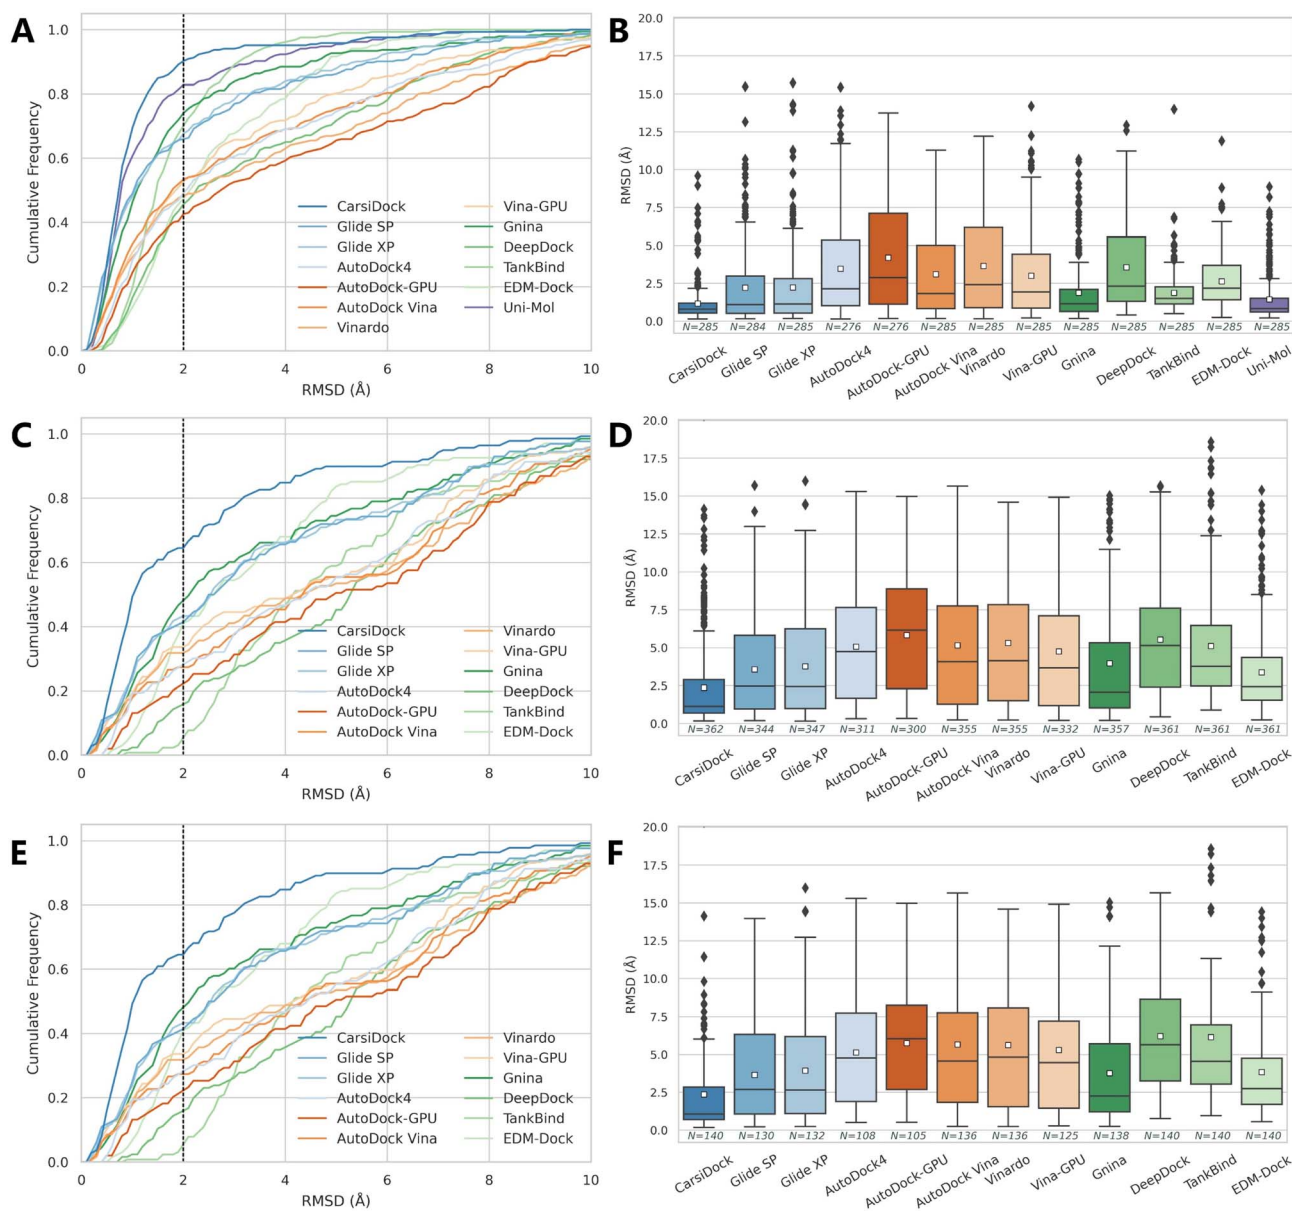 A
1.0
0.8
0.6
0.4
0.2
0.0
Cumulative Frequency
0 2 4 6 8 10
RMSD (Å)
CarsiDock
Glide SP
Glide XP
AutoDock4
AutoDock-GPU
AutoDock Vina
Vinardo
Vina-GPU
Gnina
DeepDock
TankBind
EDM-Dock
Uni-Mol
B
20.0
17.5
15.0
12.5
10.0
7.5
5.0
2.5
0.0
RMSD (Å)
N=285 N=284 N=285 N=276 N=276 N=285 N=285 N=285 N=285 N=285 N=285 N=285 N=285
CarsiDock Glide SP Glide XP AutoDock4 AutoDock-GPU AutoDock Vina Vinardo Vina-GPU Gnina DeepDock TankBind EDM-Dock Uni-Mol
C
1.0
0.8
0.6
0.4
0.2
0.0
Cumulative Frequency
0 2 4 6 8 10
RMSD (Å)
CarsiDock
Glide SP
Glide XP
AutoDock4
AutoDock-GPU
AutoDock Vina
Vinardo
Vina-GPU
Gnina
DeepDock
TankBind
EDM-Dock
D
20.0
17.5
15.0
12.5
10.0
7.5
5.0
2.5
0.0
RMSD (Å)
N=362 N=344 N=347 N=311 N=300 N=355 N=355 N=332 N=357 N=361 N=361 N=361
CarsiDock Glide SP Glide XP AutoDock4 AutoDock-GPU AutoDock Vina Vinardo Vina-GPU Gnina DeepDock TankBind EDM-Dock
E
1.0
0.8
0.6
0.4
0.2
0.0
Cumulative Frequency
0 2 4 6 8 10
RMSD (Å)
CarsiDock
Glide SP
Glide XP
AutoDock4
AutoDock-GPU
AutoDock Vina
Vinardo
Vina-GPU
Gnina
DeepDock
TankBind
EDM-Dock
F
20.0
17.5
15.0
12.5
10.0
7.5
5.0
2.5
0.0
RMSD (Å)
N=140 N=130 N=132 N=108 N=105 N=136 N=136 N=125 N=138 N=140 N=140 N=140
CarsiDock Glide SP Glide XP AutoDock4 AutoDock-GPU AutoDock Vina Vinardo Vina-GPU Gnina DeepDock TankBind EDM-Dock